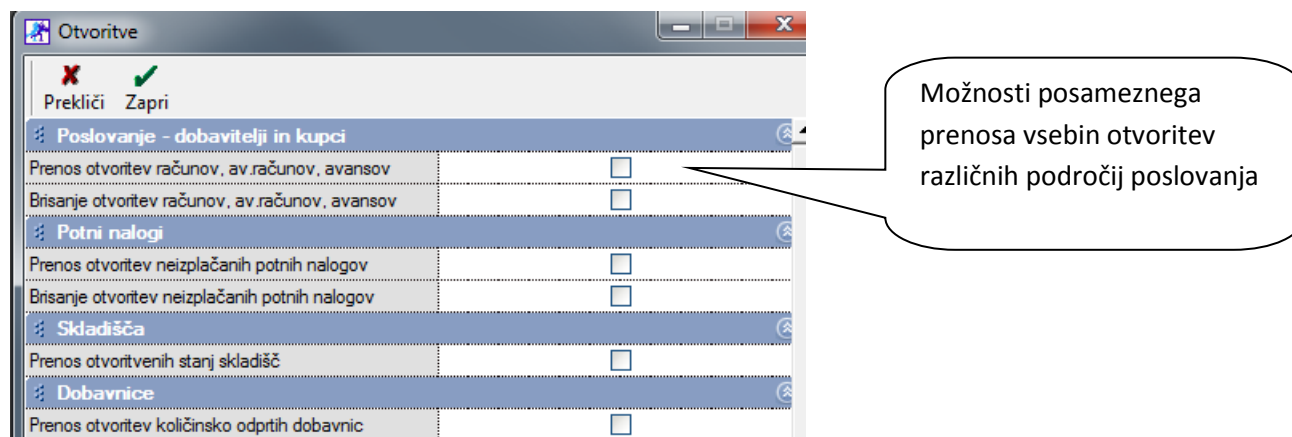 Otvoritve
Prekliči Zapri
Poslovanje - dobavitelji in kupci
Prenos otvoritev računov, av.računov, avansov
Brisanje otvoritev računov, av.računov, avansov
Potni nalogi
Prenos otvoritev neizplačanih potnih nalogov
Brisanje otvoritev neizplačanih potnih nalogov
Skladišča
Prenos otvoritvenih stanj skladišč
Dobavnice
Prenos otvoritev količinsko odprtih dobavnic
Možnosti posameznega
prenosa vsebin otvoritev
različnih področij poslovanja